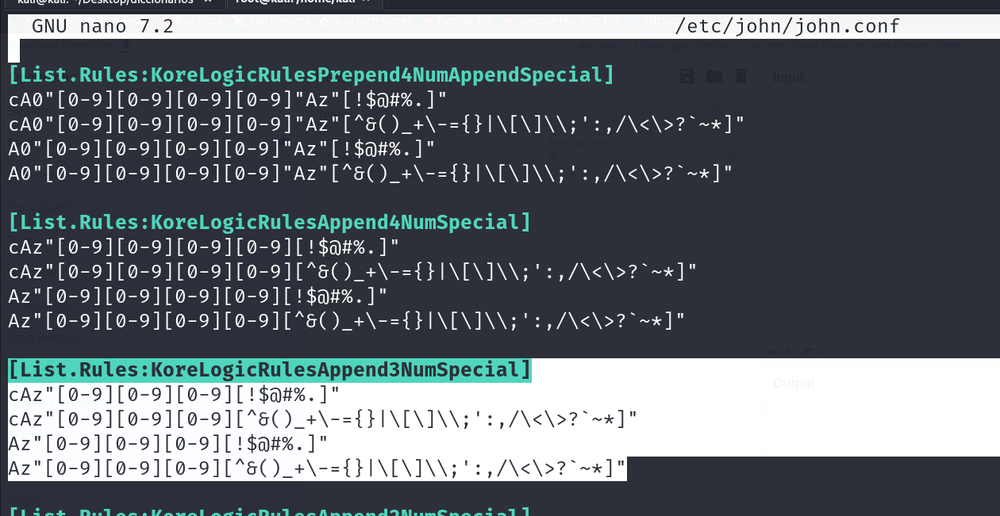 GNU nano 7.2 /etc/john/john.conf
[List.Rules:KoreLogicRulesPrepend4NumAppendSpecial]
cA0"[0-9][0-9][0-9][0-9]"Az"[!$@#%.]"
cA0"[0-9][0-9][0-9][0-9]"Az"[^&()_+\-={}|\[\]\\;':,/\<\>?`~*]"
A0"[0-9][0-9][0-9][0-9]"Az"[!$@#%.]"
A0"[0-9][0-9][0-9][0-9]"Az"[^&()_+\-={}|\[\]\\;':,/\<\>?`~*]"
[List.Rules:KoreLogicRulesAppend4NumSpecial]
cAz"[0-9][0-9][0-9][0-9][!$@#%.]"
cAz"[0-9][0-9][0-9][0-9][^&()_+\-={}|\[\]\\;':,/\<\>?`~*]"
Az"[0-9][0-9][0-9][0-9][!$@#%.]"
Az"[0-9][0-9][0-9][0-9][^&()_+\-={}|\[\]\\;':,/\<\>?`~*]"
[List.Rules:KoreLogicRulesAppend3NumSpecial]
cAz"[0-9][0-9][0-9][!$@#%.]"
cAz"[0-9][0-9][0-9][^&()_+\-={}|\[\]\\;':,/\<\>?`~*]"
Az"[0-9][0-9][0-9][!$@#%.]"
Az"[0-9][0-9][0-9][^&()_+\-={}|\[\]\\;':,/\<\>?`~*]"
Input
Output